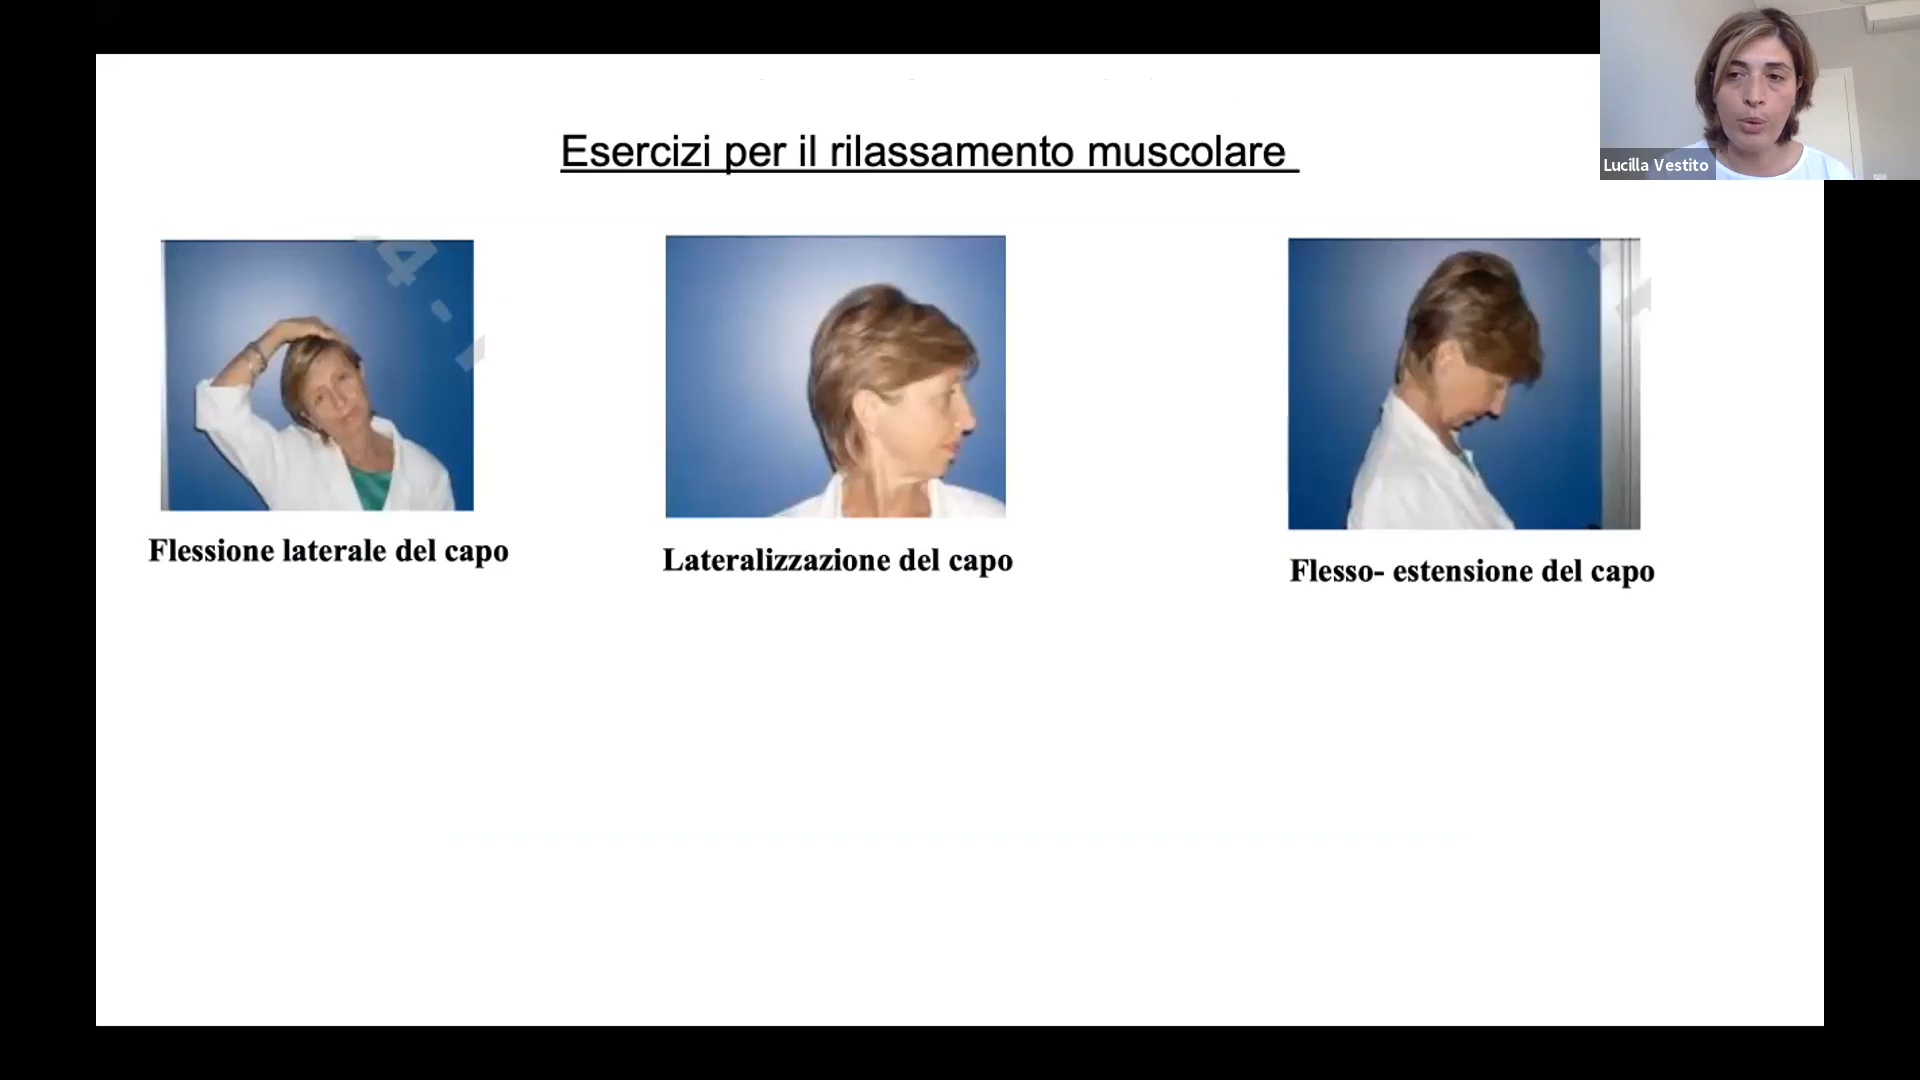 Esercizi per il rilassamento muscolare
Lucilla Vestito
Flessione laterale del capo
Lateralizzazione del capo
Flesso- estensione del capo